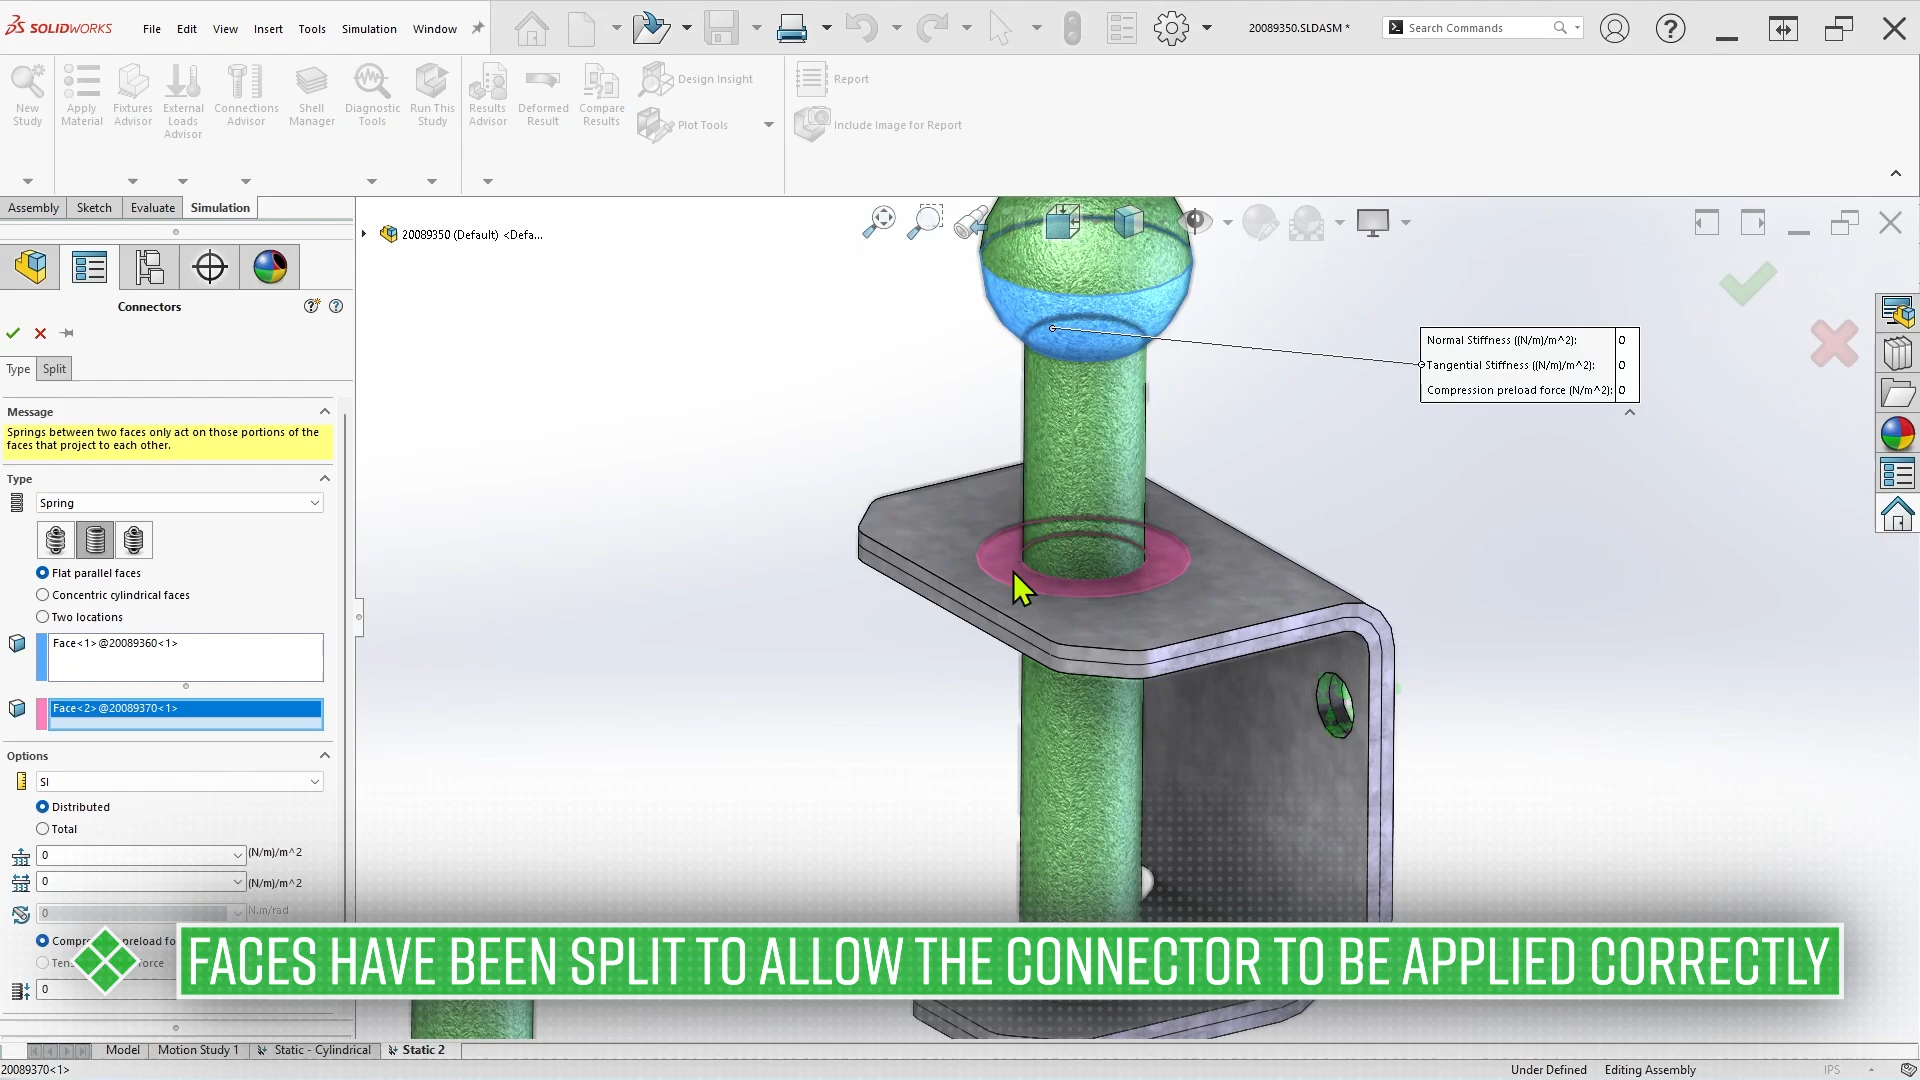 SOLIDWORKS
File Edit View Insert Tools Simulation Window
20089350.SLDASM *
Search Commands
New Study
Apply Material
Fixtures Advisor
External Loads Advisor
Connections Advisor
Shell Manager
Diagnostic Tools
Run This Study
Results Advisor
Deformed Result
Compare Results
Design Insight
Plot Tools
Report
Include Image for Report
Assembly Sketch Evaluate Simulation
20089350 (Default) <Defa...
Connectors
Type Split
Message
Springs between two faces only act on those portions of the
faces that project to each other.
Type
Spring
Flat parallel faces
Concentric cylindrical faces
Two locations
Face<1>@20089360<1>
Face<2>@20089370<1>
Options
SI
Distributed
Total
0 (N/m)/m^2
0 (N/m)/m^2
0 N.m/rad
0
Normal Stiffness ((N/m)/m^2): 0
Tangential Stiffness ((N/m)/m^2): 0
Compression preload force (N/m^2): 0
FACES HAVE BEEN SPLIT TO ALLOW THE CONNECTOR TO BE APPLIED CORRECTLY
Model Motion Study 1 Static - Cylindrical Static 2
20089370<1>
Under Defined Editing Assembly IPS